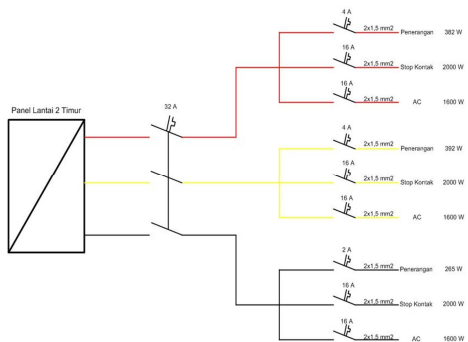 4 A
2x1,5 mm2 Penerangan 382 W
16 A
2x1,5 mm2 Stop Kontak 2000 W
16 A
2x1,5 mm2 AC 1600 W
Panel Lantai 2 Timur
32 A
4 A
2x1,5 mm2 Penerangan 392 W
16 A
2x1,5 mm2 Stop Kontak 2000 W
16 A
2x1,5 mm2 AC 1600 W
2 A
2x1,5 mm2 Penerangan 265 W
16 A
2x1,5 mm2 Stop Kontak 2000 W
16 A
2x1,5 mm2 AC 1600 W